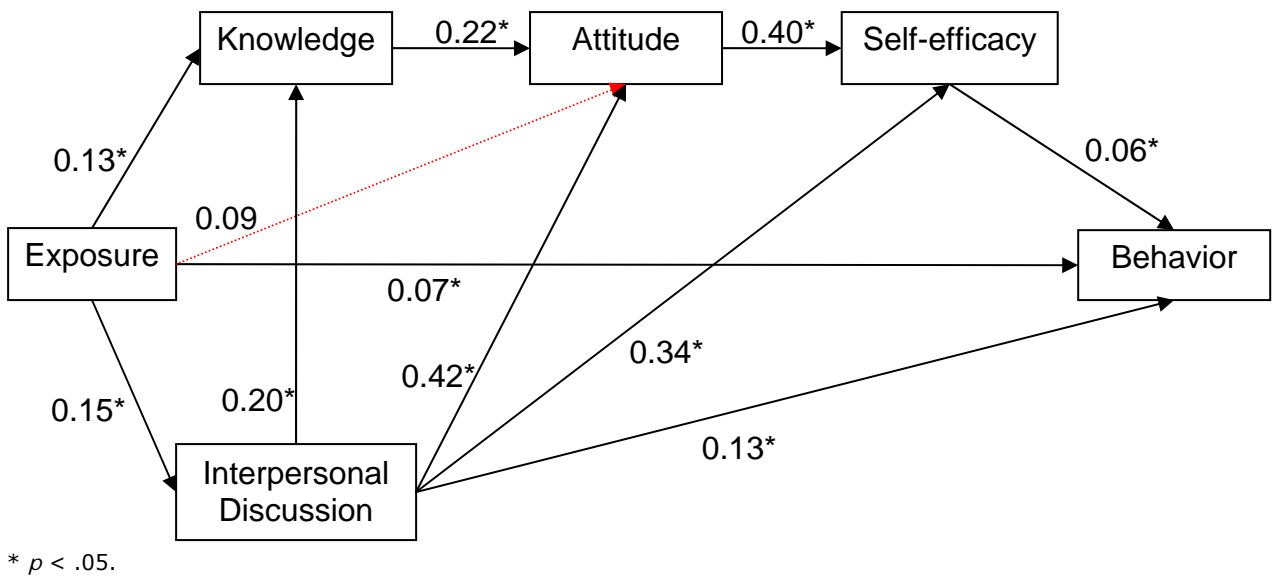 Knowledge
0.22*
Attitude
0.40*
Self-efficacy
0.13*
0.06*
0.09
Exposure
Behavior
0.07*
0.34*
0.42*
0.20*
0.15*
0.13*
Interpersonal
Discussion
* p < .05.